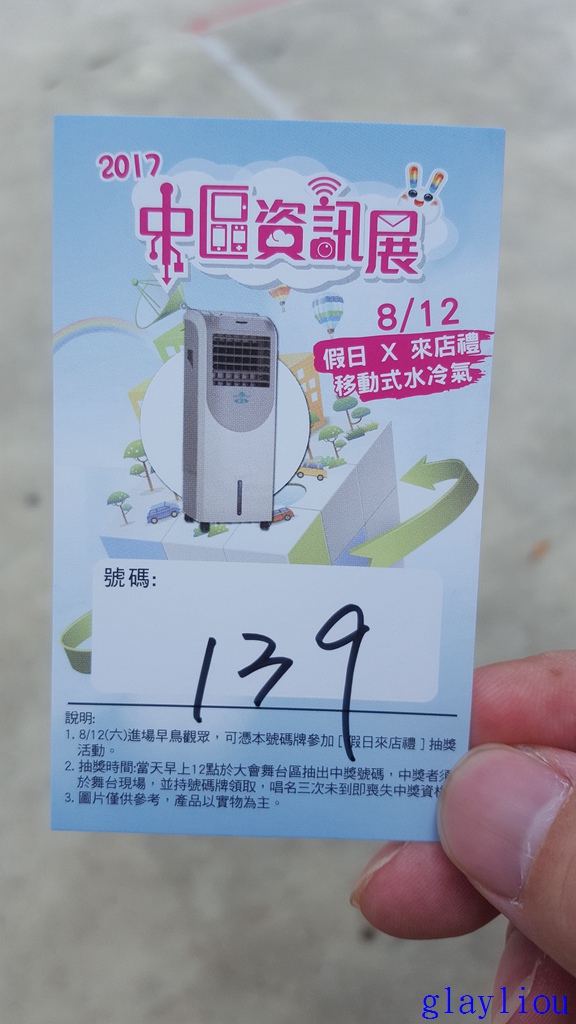 2017
中區資訊展
8/12
假日 X 來店禮
移動式水冷氣
號碼:
139
說明:
1. 8/12(六)進場早鳥觀眾，可憑本號碼牌參加 [ 假日來店禮 ] 抽獎
活動。
2. 抽獎時間:當天早上12點於大會舞台區抽出中獎號碼，中獎者須
於舞台現場，並持號碼牌領取，唱名三次未到即喪失中獎資格
3. 圖片僅供參考，產品以實物為主。
glayliou